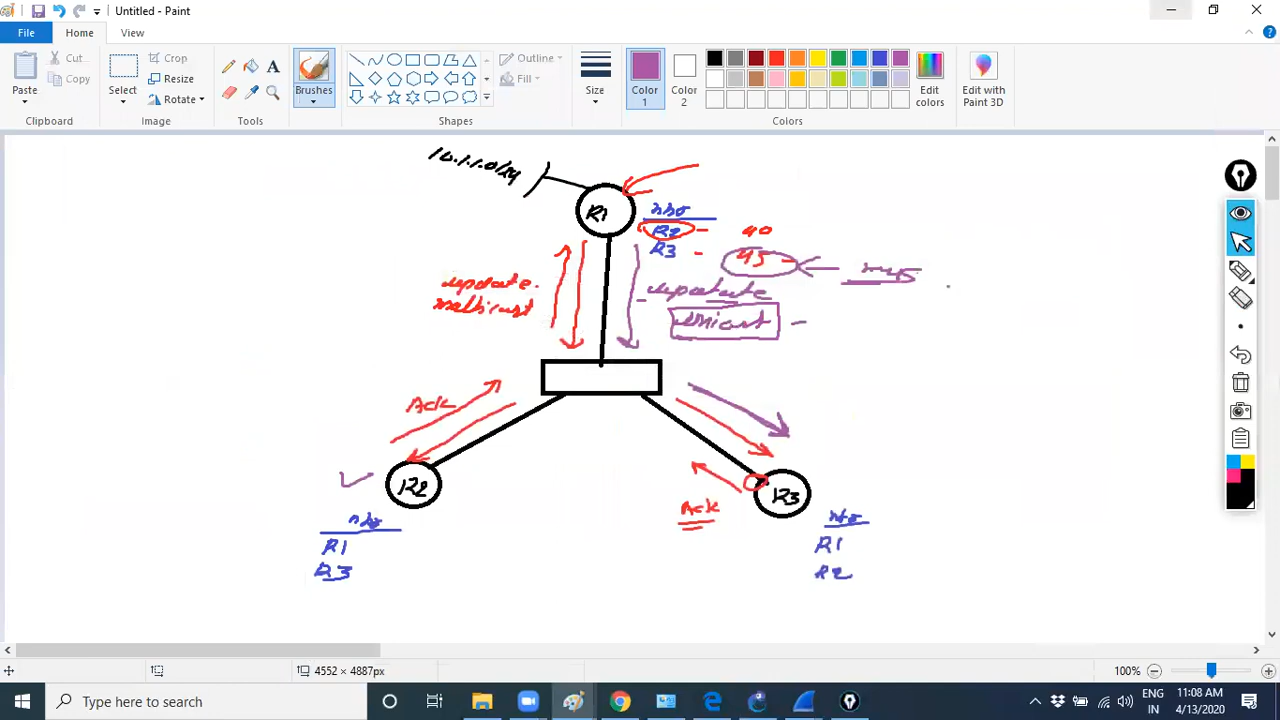 Untitled - Paint
File
Home
View
Paste
Cut
Copy
Clipboard
Select
Crop
Resize
Rotate
Image
Tools
Brushes
Shapes
Outline
Fill
Size
Color 1
Color 2
Colors
Edit colors
Edit with Paint 3D
10.1.1.0/24
R1
nbr
R2
R3
40
45
update
multicast
update
unicast
Ack
R2
nbr
R1
R3
Ack
R3
nbr
R1
R2
4552 × 4887px
100%
Type here to search
ENG
IN
11:08 AM
4/13/2020